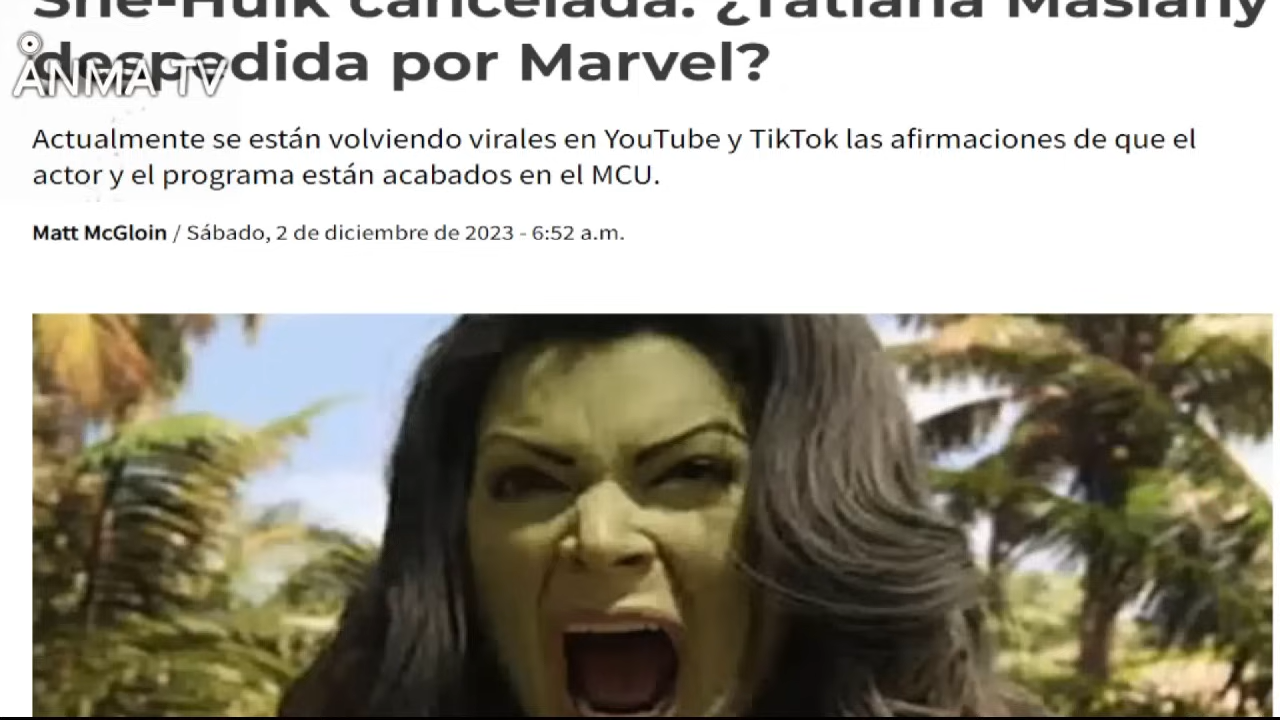 She-Hulk cancelada: ¿Tatiana Maslany
despedida por Marvel?
ANMA TV
Actualmente se están volviendo virales en YouTube y TikTok las afirmaciones de que el
actor y el programa están acabados en el MCU.
Matt McGloin / Sábado, 2 de diciembre de 2023 - 6:52 a.m.